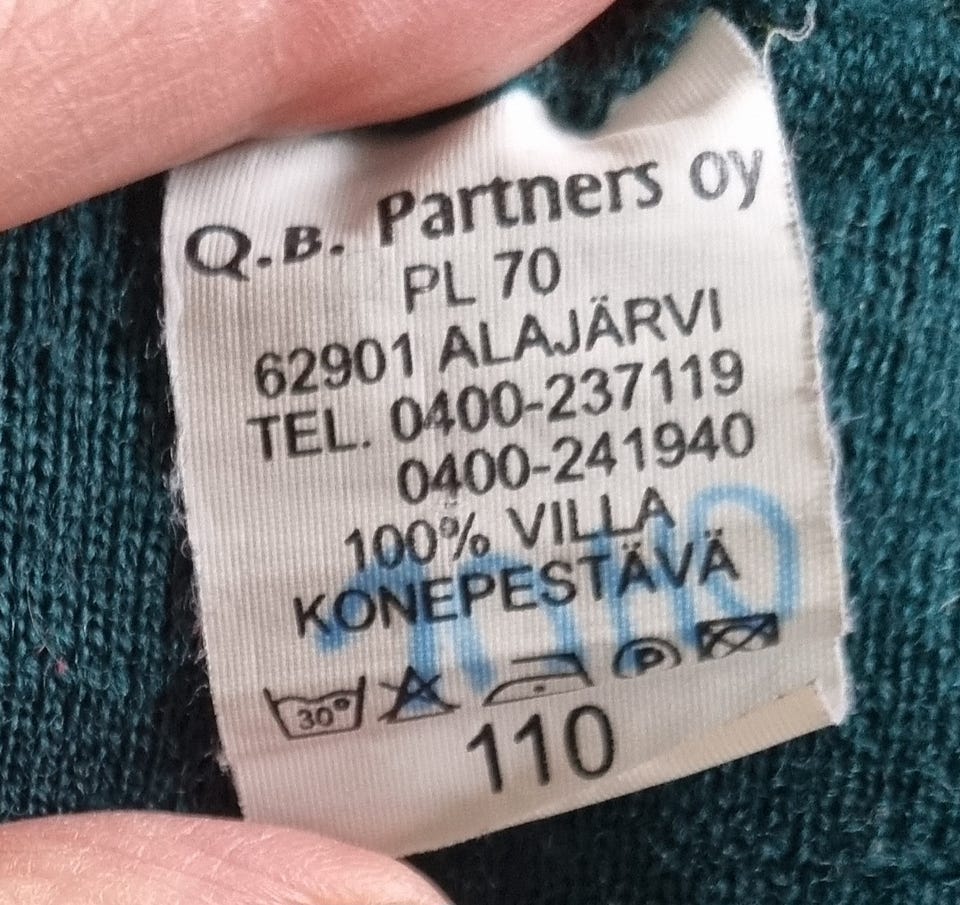 Q.B. Partners Oy
PL 70
62901 ALAJÄRVI
TEL. 0400-237119
0400-241940
100% VILLA
KONEPESTÄVÄ
30° P
110